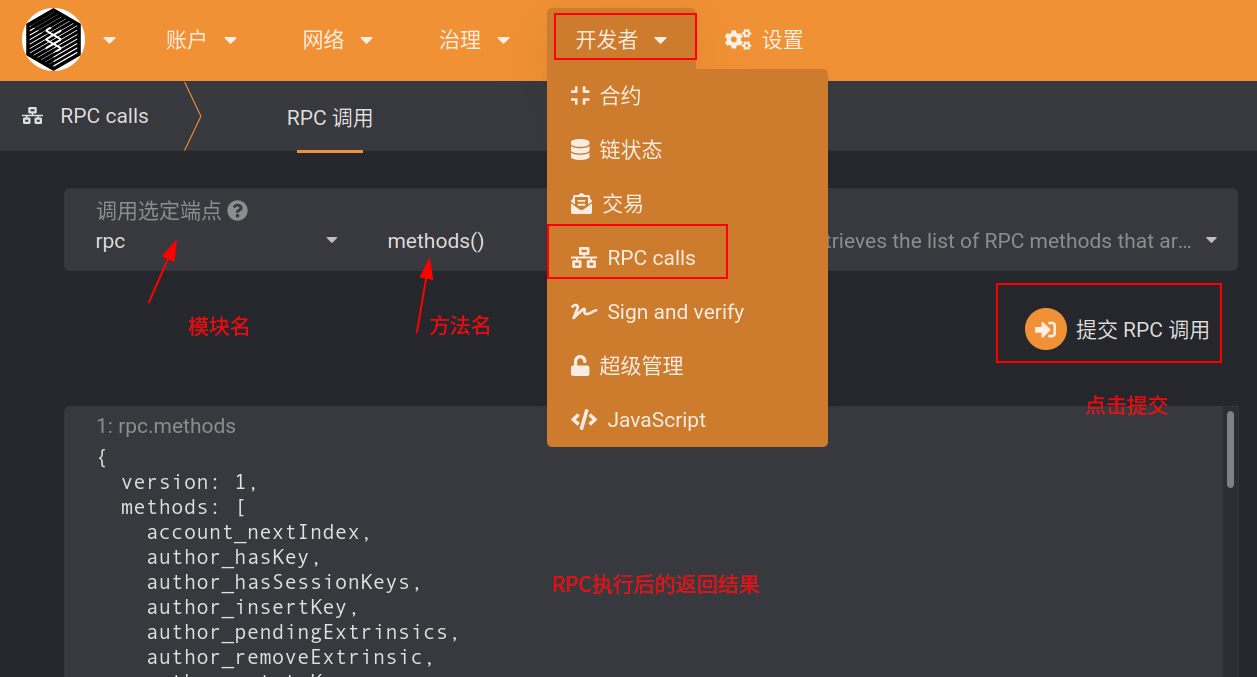 账户
网络
治理
开发者
设置
RPC calls
RPC 调用
合约
链状态
交易
RPC calls
Sign and verify
超级管理
JavaScript
调用选定端点
rpc
methods()
trieves the list of RPC methods that ar...
模块名
方法名
提交 RPC 调用
点击提交
1: rpc.methods
{
version: 1,
methods: [
account_nextIndex,
author_hasKey,
author_hasSessionKeys,
author_insertKey,
author_pendingExtrinsics,
author_removeExtrinsic,
RPC执行后的返回结果